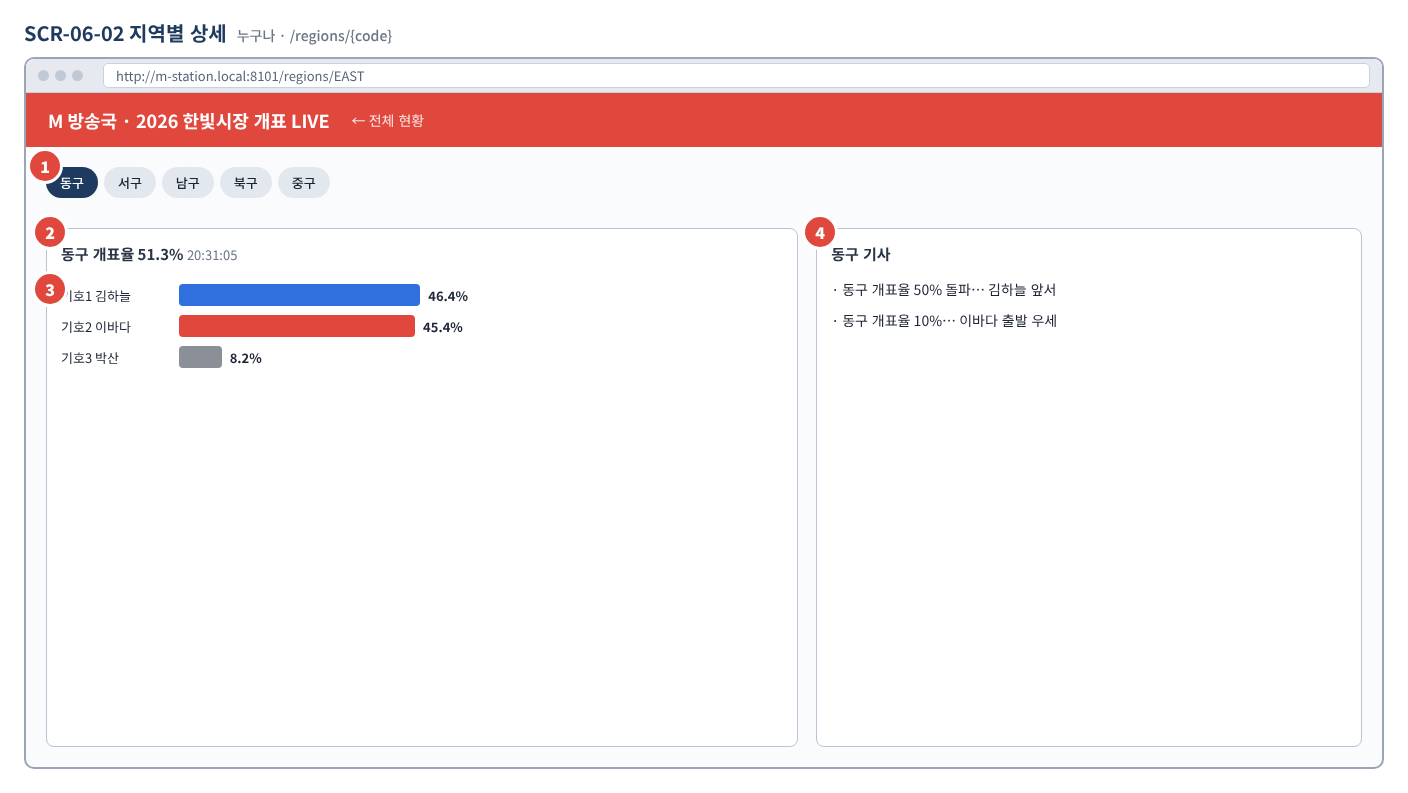 SCR-06-02 지역별 상세 누구나 · /regions/{code}
http://m-station.local:8101/regions/EAST
M 방송국 · 2026 한빛시장 개표 LIVE ← 전체 현황
1
동구 서구 남구 북구 중구
2
동구 개표율 51.3% 20:31:05
3
기호1 김하늘 46.4%
기호2 이바다 45.4%
기호3 박산 8.2%
4
동구 기사
· 동구 개표율 50% 돌파… 김하늘 앞서
· 동구 개표율 10%… 이바다 출발 우세